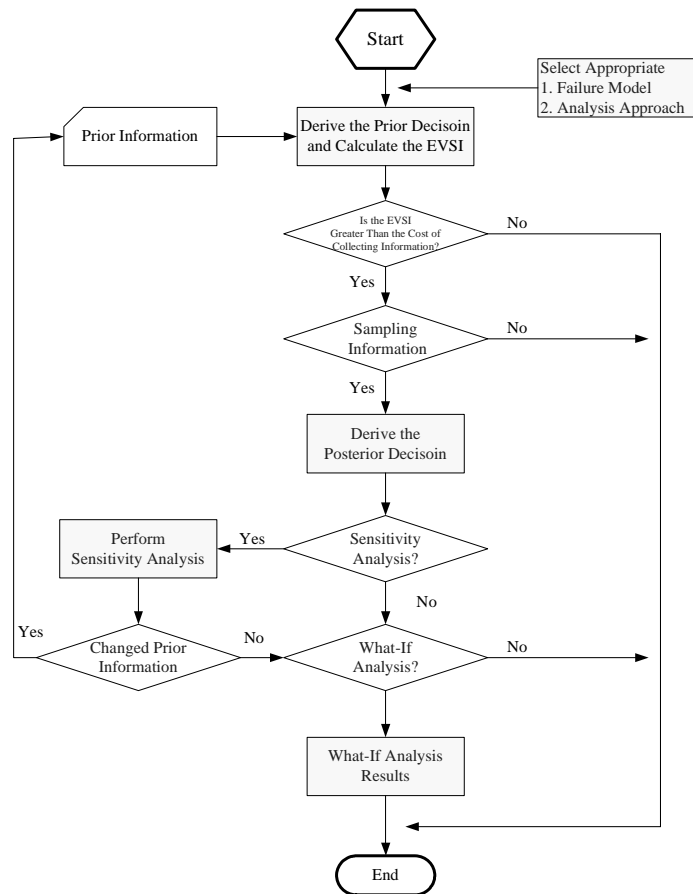 Start
Select Appropriate
1. Failure Model
2. Analysis Approach
Prior Information
Derive the Prior Decisoin
and Calculate the EVSI
Is the EVSI
Greater Than the Cost of
Collecting Information?
No
Yes
Sampling
Information
No
Yes
Derive the
Posterior Decisoin
Perform
Sensitivity Analysis
Yes
Sensitivity
Analysis?
No
Yes
Changed Prior
Information
No
What-If
Analysis?
No
What-If Analysis
Results
End